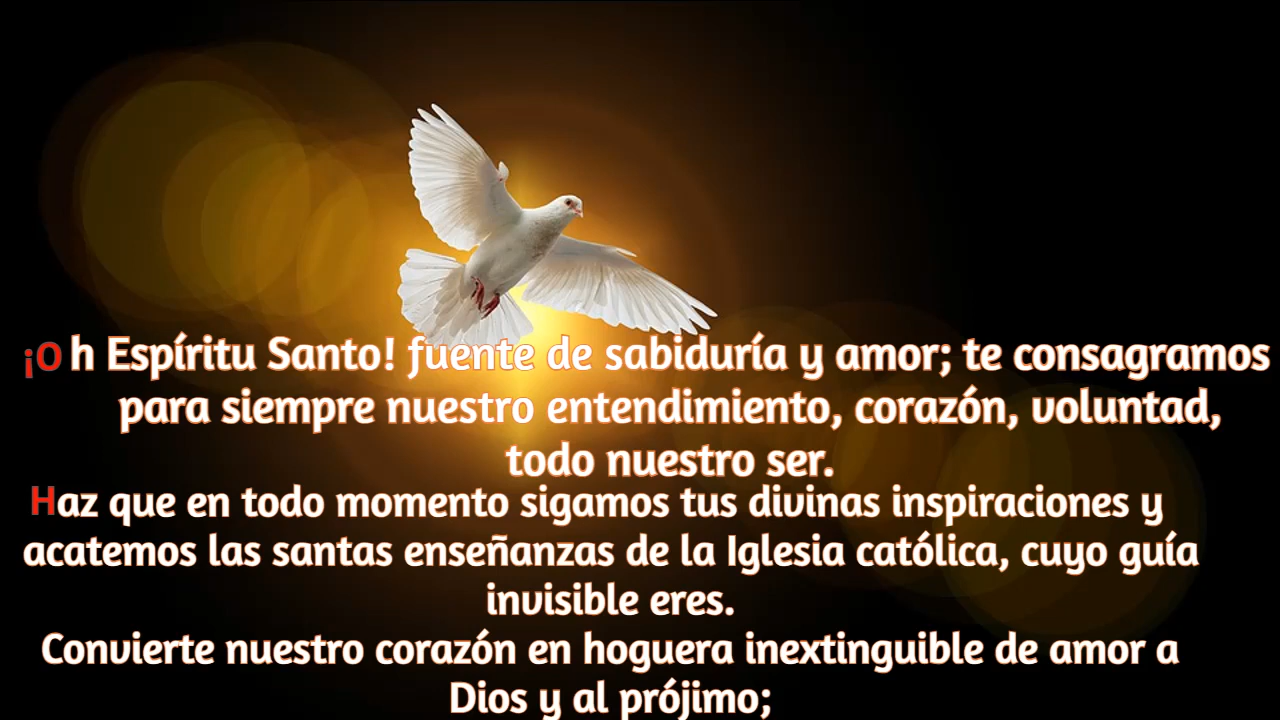 ¡Oh Espíritu Santo! fuente de sabiduría y amor; te consagramos
para siempre nuestro entendimiento, corazón, voluntad,
todo nuestro ser.
Haz que en todo momento sigamos tus divinas inspiraciones y
acatemos las santas enseñanzas de la Iglesia católica, cuyo guía
invisible eres.
Convierte nuestro corazón en hoguera inextinguible de amor a
Dios y al prójimo;